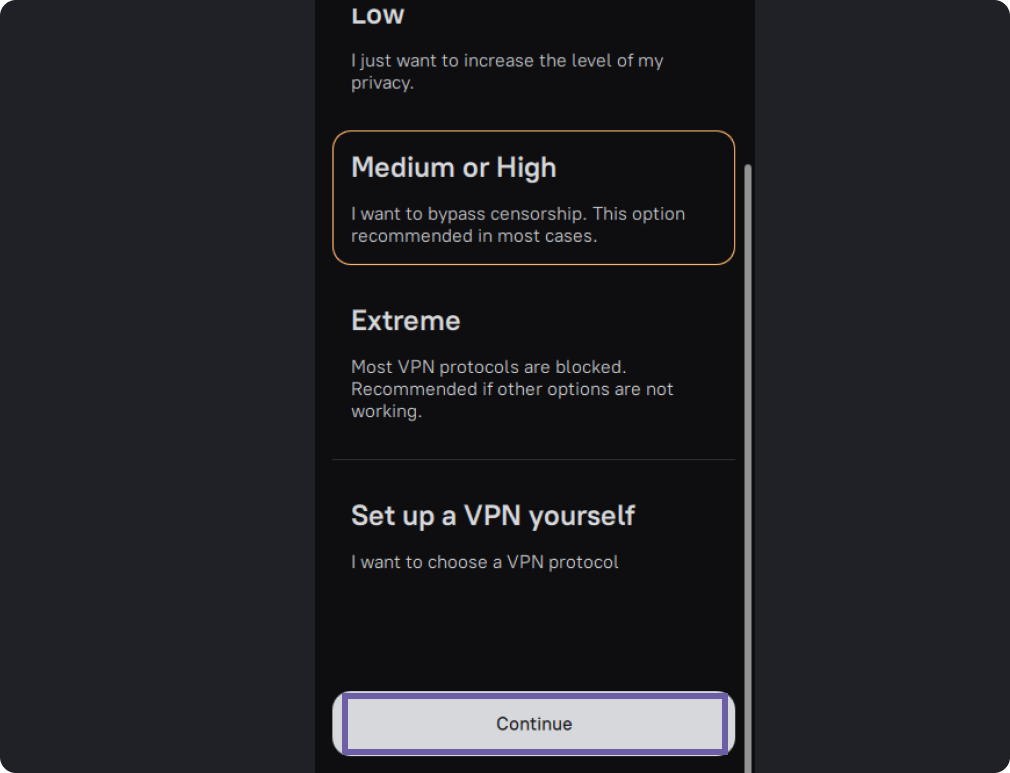 Low
I just want to increase the level of my
privacy.
Medium or High
I want to bypass censorship. This option
recommended in most cases.
Extreme
Most VPN protocols are blocked.
Recommended if other options are not
working.
Set up a VPN yourself
I want to choose a VPN protocol
Continue